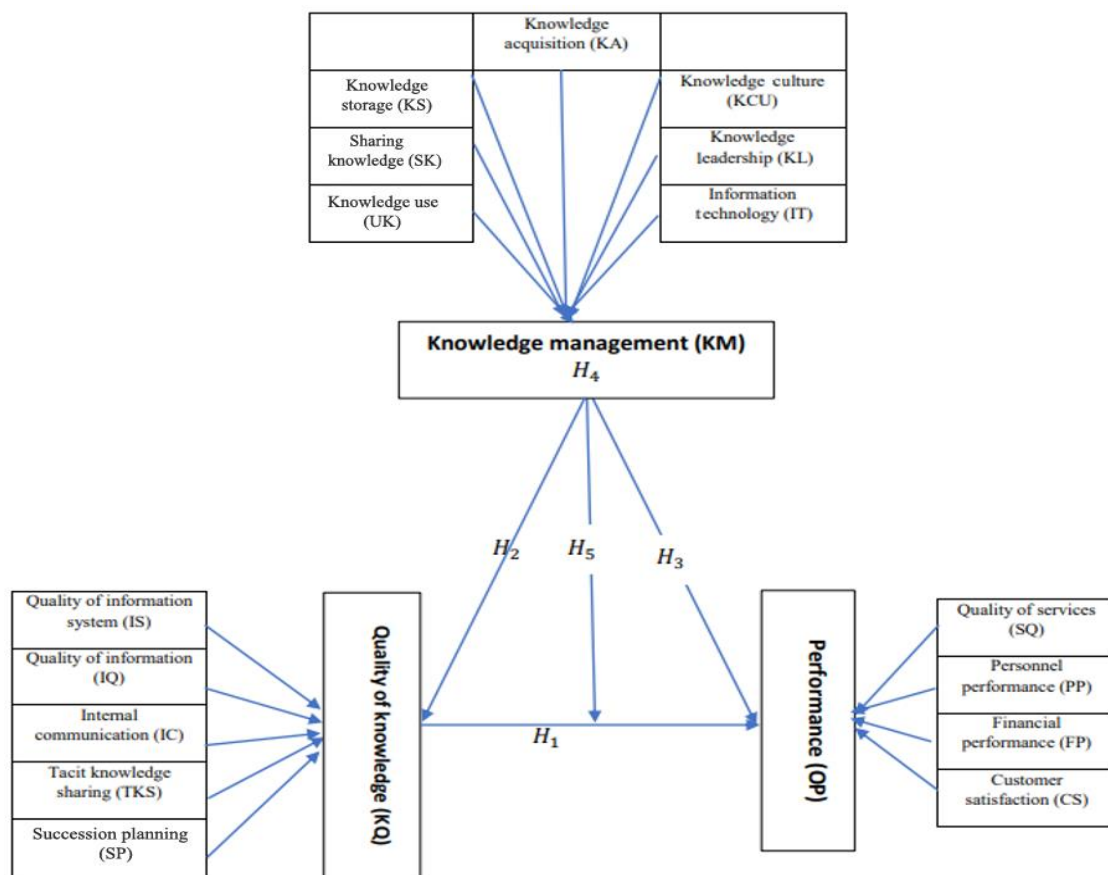 Knowledge
acquisition (KA)
Knowledge
storage (KS)
Knowledge culture
(KCU)
Sharing
knowledge (SK)
Knowledge
leadership (KL)
Knowledge use
(UK)
Information
technology (IT)
Knowledge management (KM)
H₄
H₂
H₅
H₃
Quality of information
system (IS)
Quality of information
(IQ)
Internal
communication (IC)
Tacit knowledge
sharing (TKS)
Succession planning
(SP)
Quality of knowledge (KQ)
H₁
Performance (OP)
Quality of services
(SQ)
Personnel
performance (PP)
Financial
performance (FP)
Customer
satisfaction (CS)